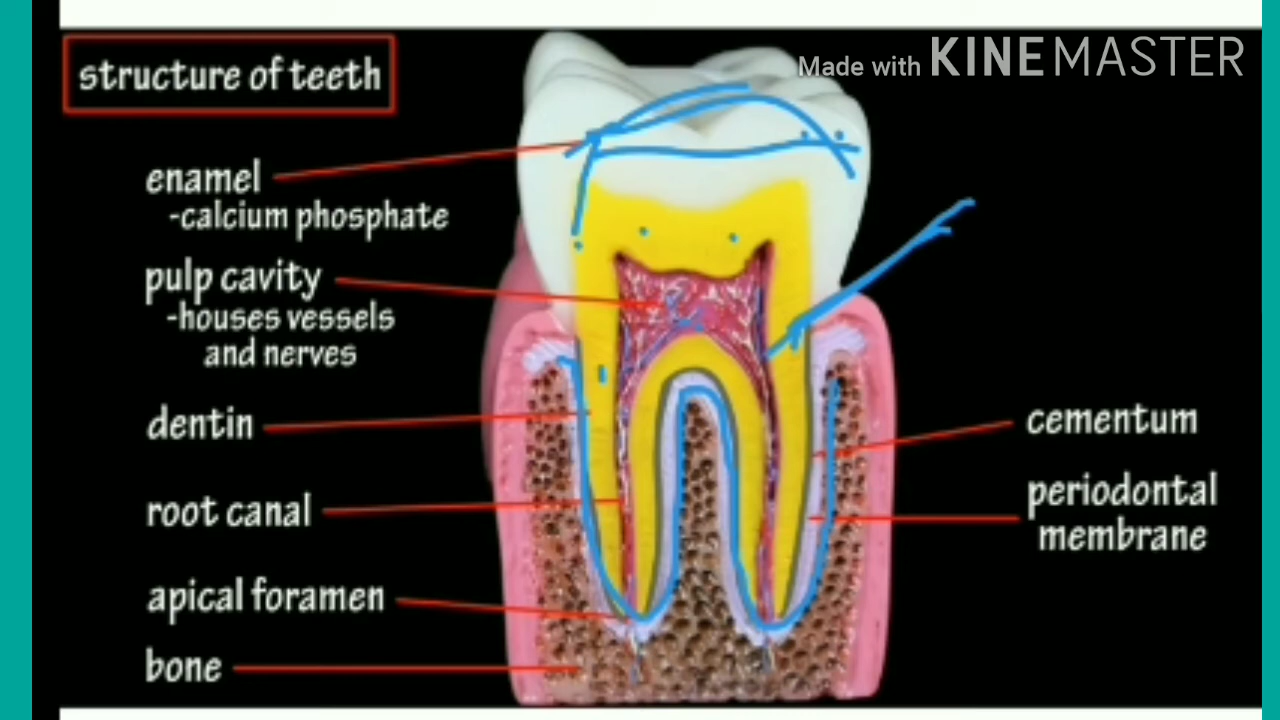 structure of teeth
Made with KINEMASTER
enamel
-calcium phosphate
pulp cavity
-houses vessels
and nerves
dentin
root canal
apical foramen
bone
cementum
periodontal
membrane